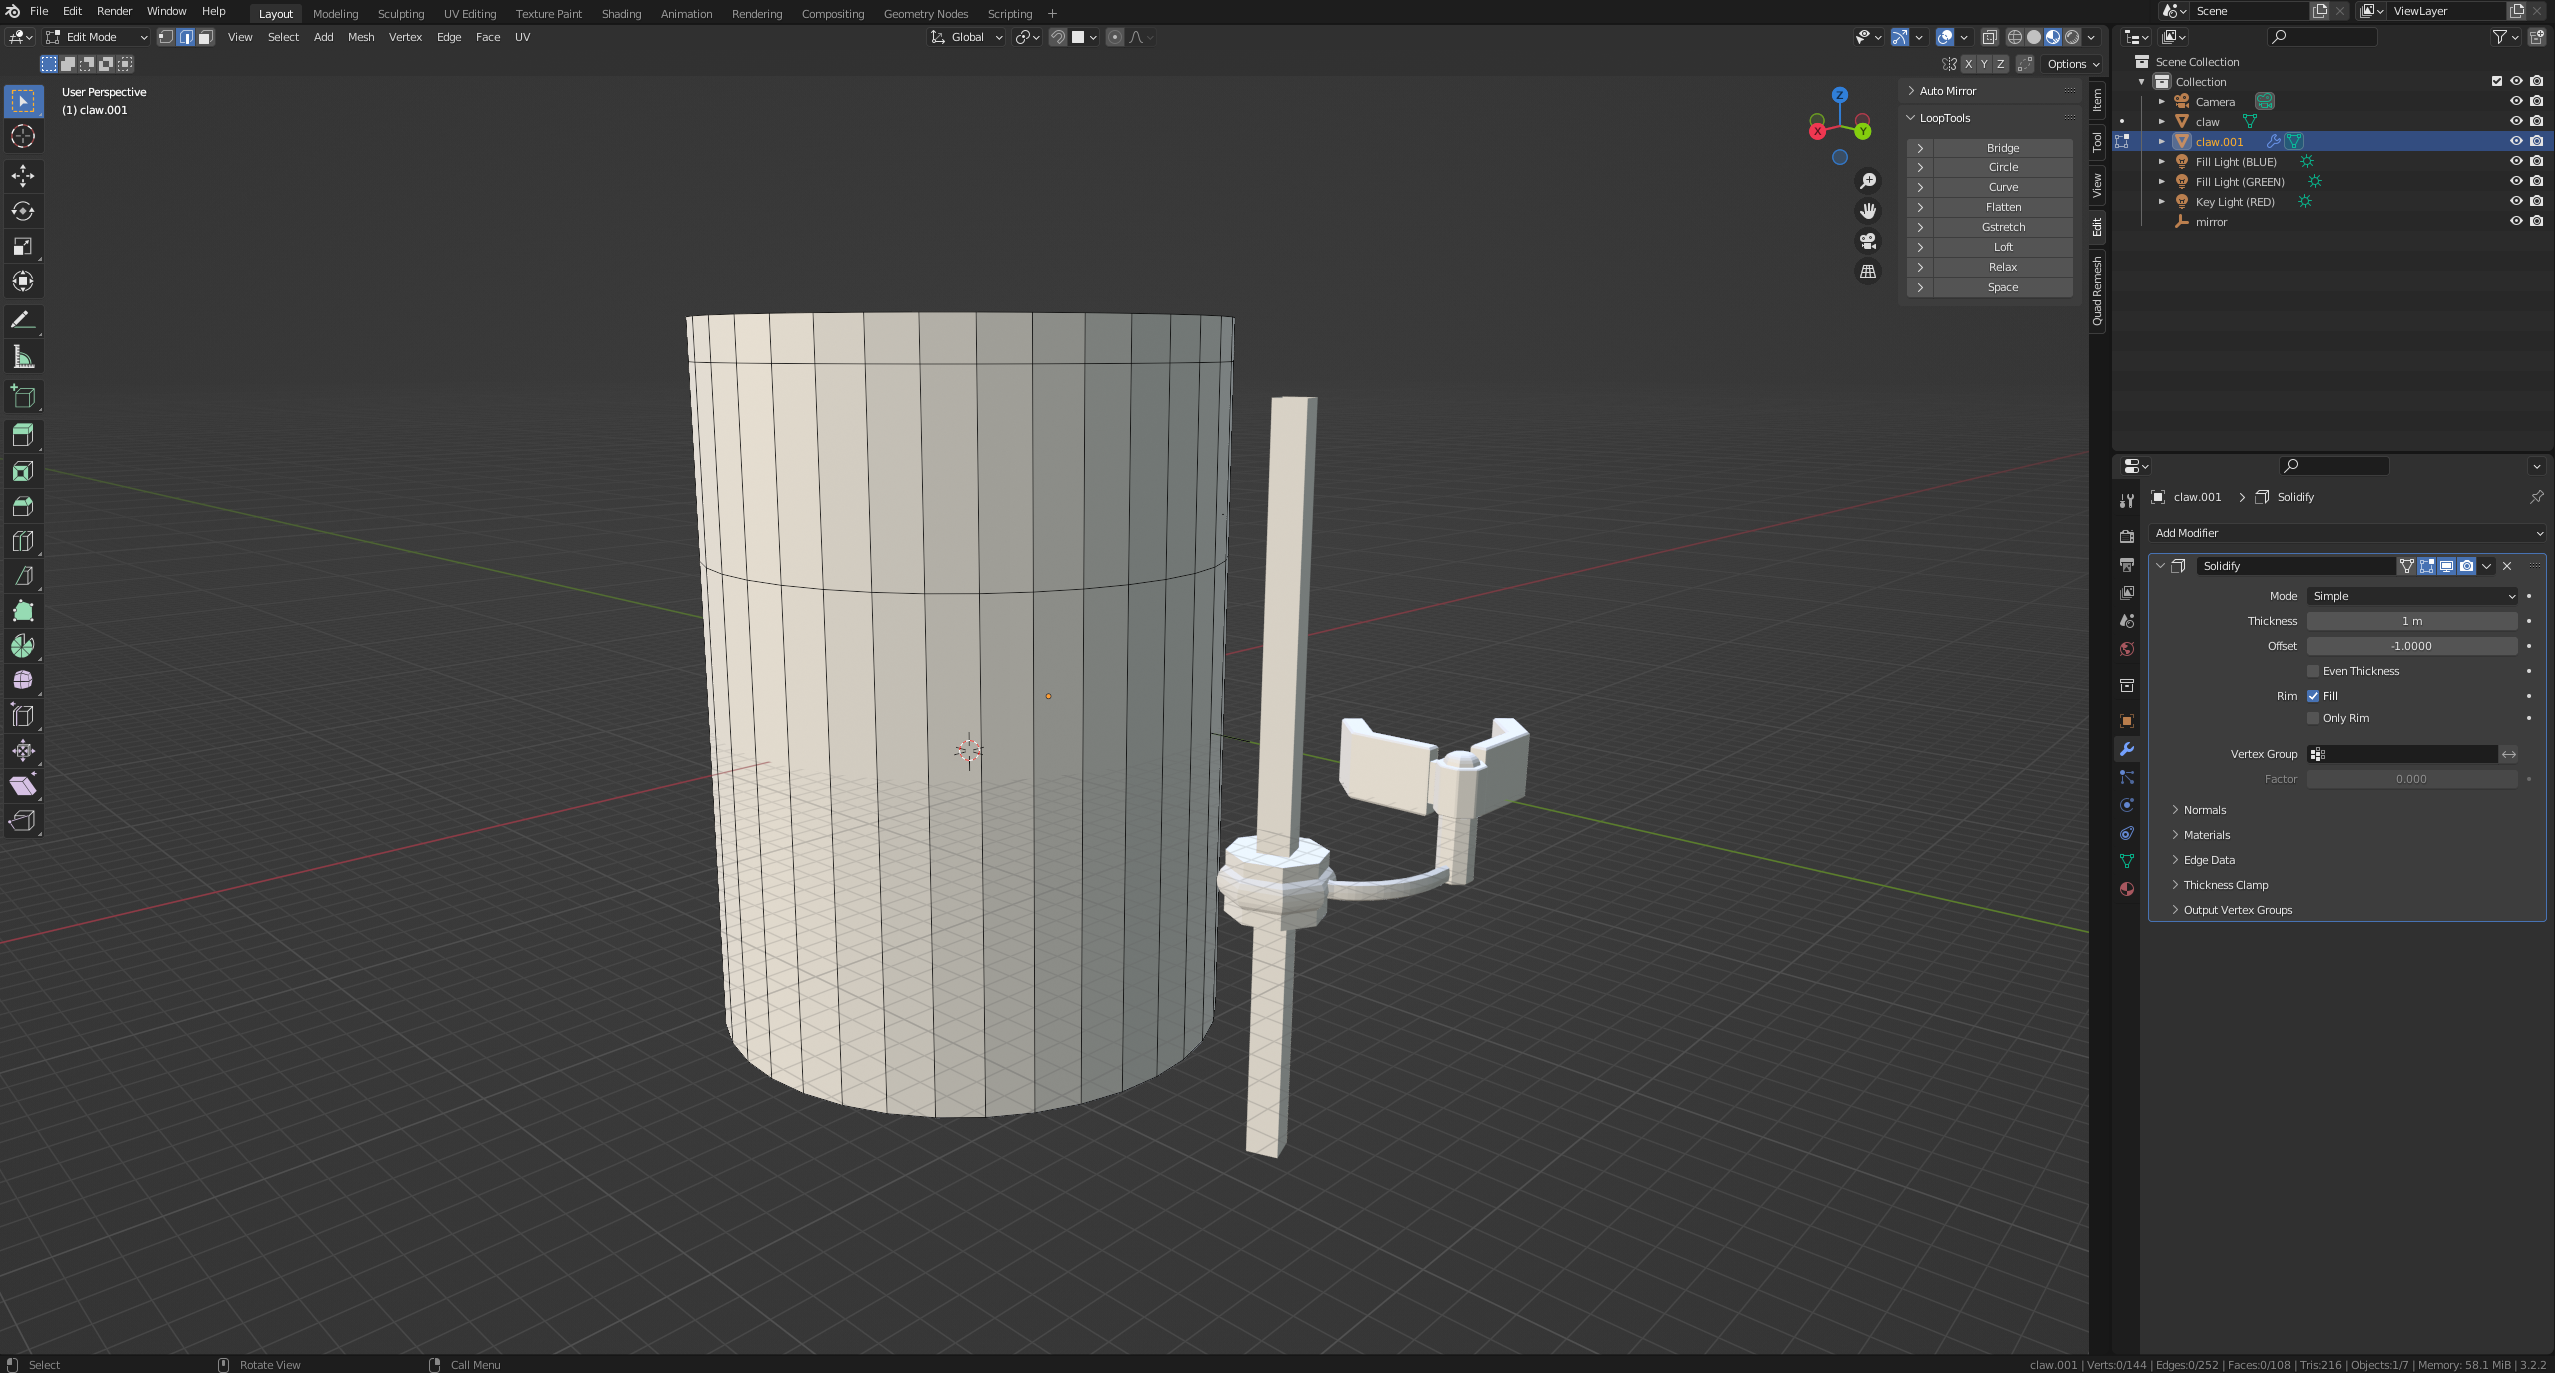 File Edit Render Window Help Layout Modeling Sculpting UV Editing Texture Paint Shading Animation Rendering Compositing Geometry Nodes Scripting + Scene ViewLayer
Edit Mode View Select Add Mesh Vertex Edge Face UV Global
X Y Z Options
User Perspective
(1) claw.001
Z
X
Y
Auto Mirror
LoopTools
Bridge
Circle
Curve
Flatten
Gstretch
Loft
Relax
Space
Item
Tool
View
Edit
Quad Remesh
Scene Collection
Collection
Camera
claw
claw.001
Fill Light (BLUE)
Fill Light (GREEN)
Key Light (RED)
mirror
claw.001 > Solidify
Add Modifier
Solidify
Mode Simple
Thickness 1 m
Offset -1.0000
Even Thickness
Rim Fill
Only Rim
Vertex Group
Factor 0.000
Normals
Materials
Edge Data
Thickness Clamp
Output Vertex Groups
Select Rotate View Call Menu claw.001 | Verts:0/144 | Edges:0/252 | Faces:0/108 | Tris:216 | Objects:1/7 | Memory: 58.1 MiB | 3.2.2